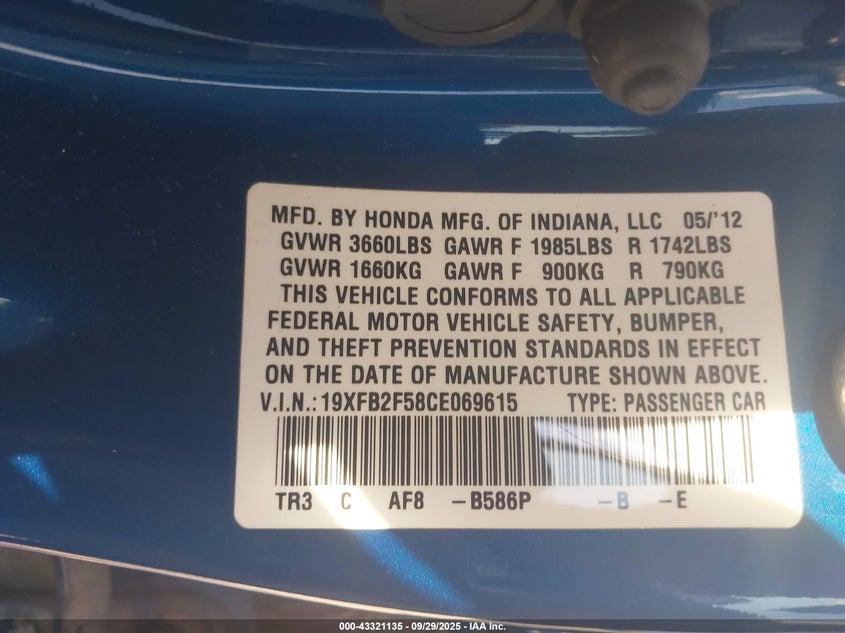 MFD. BY HONDA MFG. OF INDIANA, LLC 05/'12
GVWR 3660LBS GAWR F 1985LBS R 1742LBS
GVWR 1660KG GAWR F 900KG R 790KG
THIS VEHICLE CONFORMS TO ALL APPLICABLE
FEDERAL MOTOR VEHICLE SAFETY, BUMPER,
AND THEFT PREVENTION STANDARDS IN EFFECT
ON THE DATE OF MANUFACTURE SHOWN ABOVE.
V.I.N.:19XFB2F58CE069615 TYPE: PASSENGER CAR
TR3 C AF8 -B586P -B -E
000-43321135 - 09/29/2025 - IAA Inc.